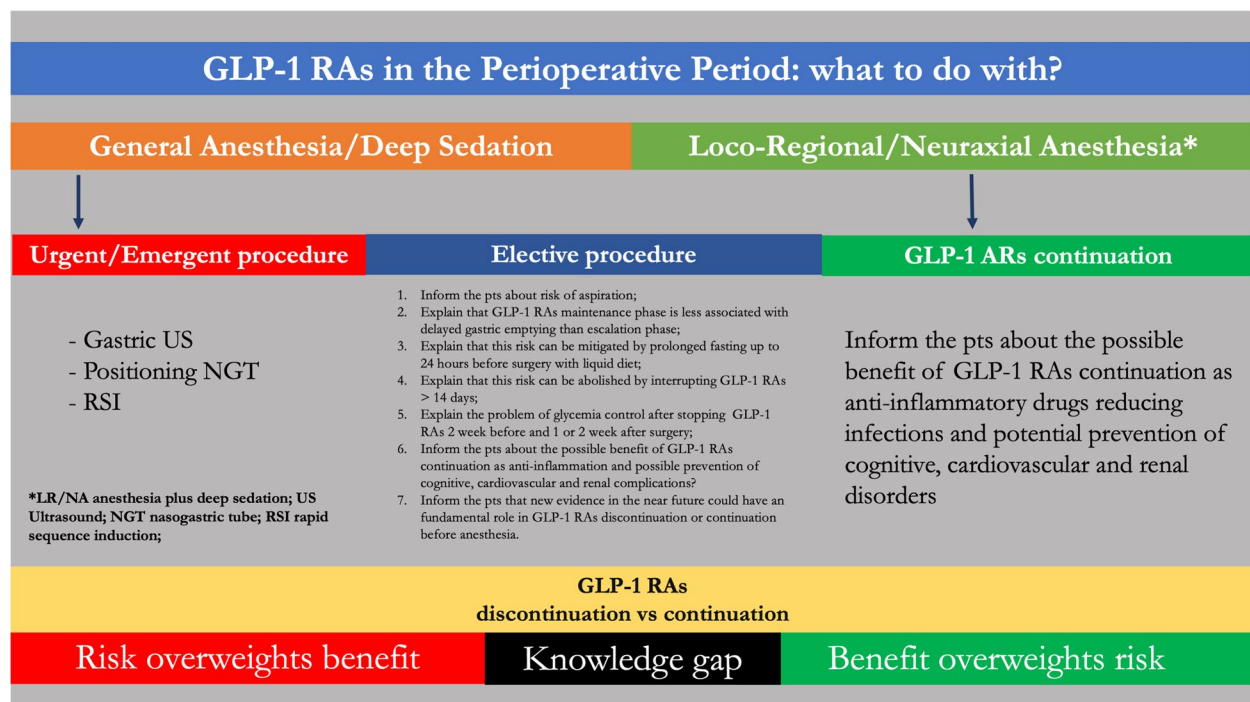 GLP-1 RAs in the Perioperative Period: what to do with?
General Anesthesia/Deep Sedation
Loco-Regional/Neuraxial Anesthesia*
Urgent/Emergent procedure
- Gastric US
- Positioning NGT
- RSI
*LR/NA anesthesia plus deep sedation; US
Ultrasound; NGT nasogastric tube; RSI rapid
sequence induction;
Elective procedure
1. Inform the pts about risk of aspiration;
2. Explain that GLP-1 RAs maintenance phase is less associated with
delayed gastric emptying than escalation phase;
3. Explain that this risk can be mitigated by prolonged fasting up to
24 hours before surgery with liquid diet;
4. Explain that this risk can be abolished by interrupting GLP-1 RAs
> 14 days;
5. Explain the problem of glycemia control after stopping GLP-1
RAs 2 week before and 1 or 2 week after surgery;
6. Inform the pts about the possible benefit of GLP-1 RAs
continuation as anti-inflammation and possible prevention of
cognitive, cardiovascular and renal complications?
7. Inform the pts that new evidence in the near future could have an
fundamental role in GLP-1 RAs discontinuation or continuation
before anesthesia.
GLP-1 ARs continuation
Inform the pts about the possible
benefit of GLP-1 RAs continuation as
anti-inflammatory drugs reducing
infections and potential prevention of
cognitive, cardiovascular and renal
disorders
GLP-1 RAs
discontinuation vs continuation
Risk overweights benefit
Knowledge gap
Benefit overweights risk